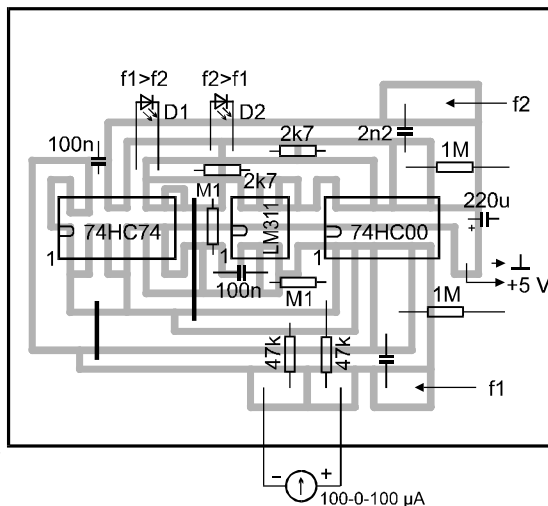 f1>f2
f2>f1
D1
D2
f2
100n
2k7
2n2
1M
M1
2k7
220u
+
74HC74
LM311
74HC00
1
1
1
100n
M1
+5 V
1M
47k
47k
f1
- +
100-0-100 µA